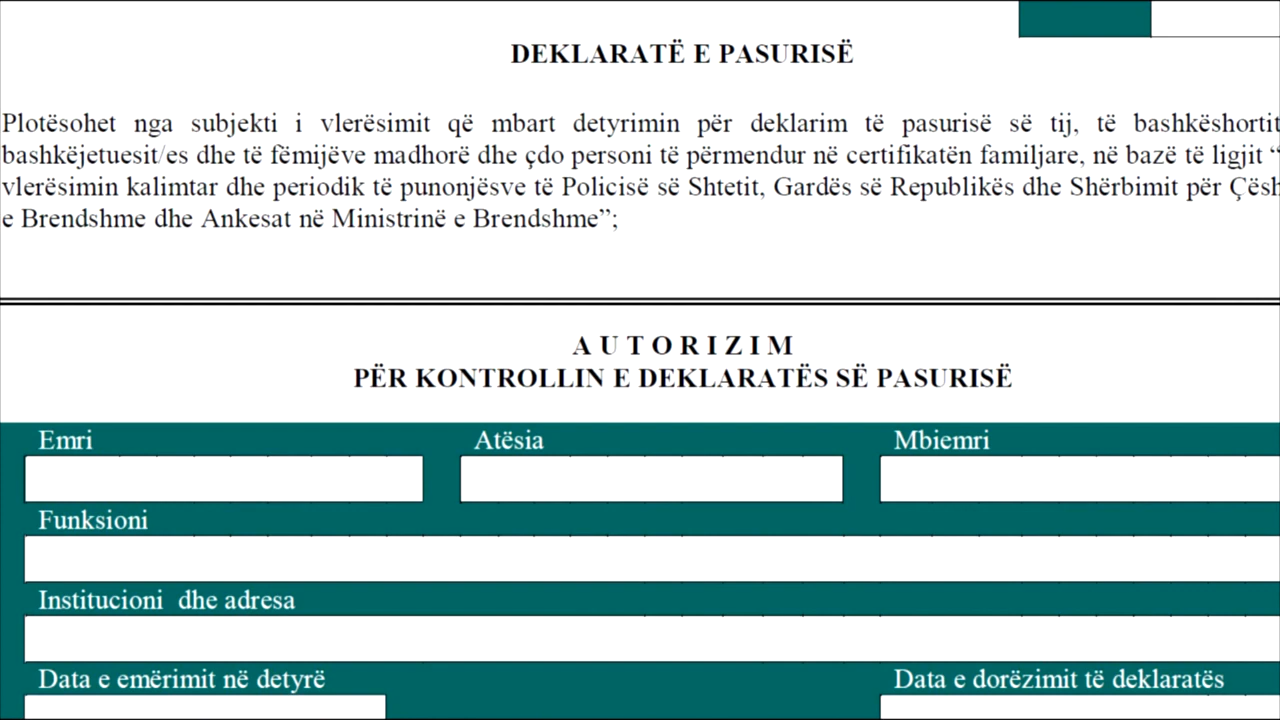 DEKLARATË E PASURISË
Plotësohet nga subjekti i vlerësimit që mbart detyrimin për deklarim të pasurisë së tij, të bashkëshortit
bashkëjetuesit/es dhe të fëmijëve madhorë dhe çdo personi të përmendur në certifikatën familjare, në bazë të ligjit “
vlerësimin kalimtar dhe periodik të punonjësve të Policisë së Shtetit, Gardës së Republikës dhe Shërbimit për Çësh
e Brendshme dhe Ankesat në Ministrinë e Brendshme”;
A U T O R I Z I M
PËR KONTROLLIN E DEKLARATËS SË PASURISË
Emri Atësia Mbiemri
Funksioni
Institucioni dhe adresa
Data e emërimit në detyrë Data e dorëzimit të deklaratës